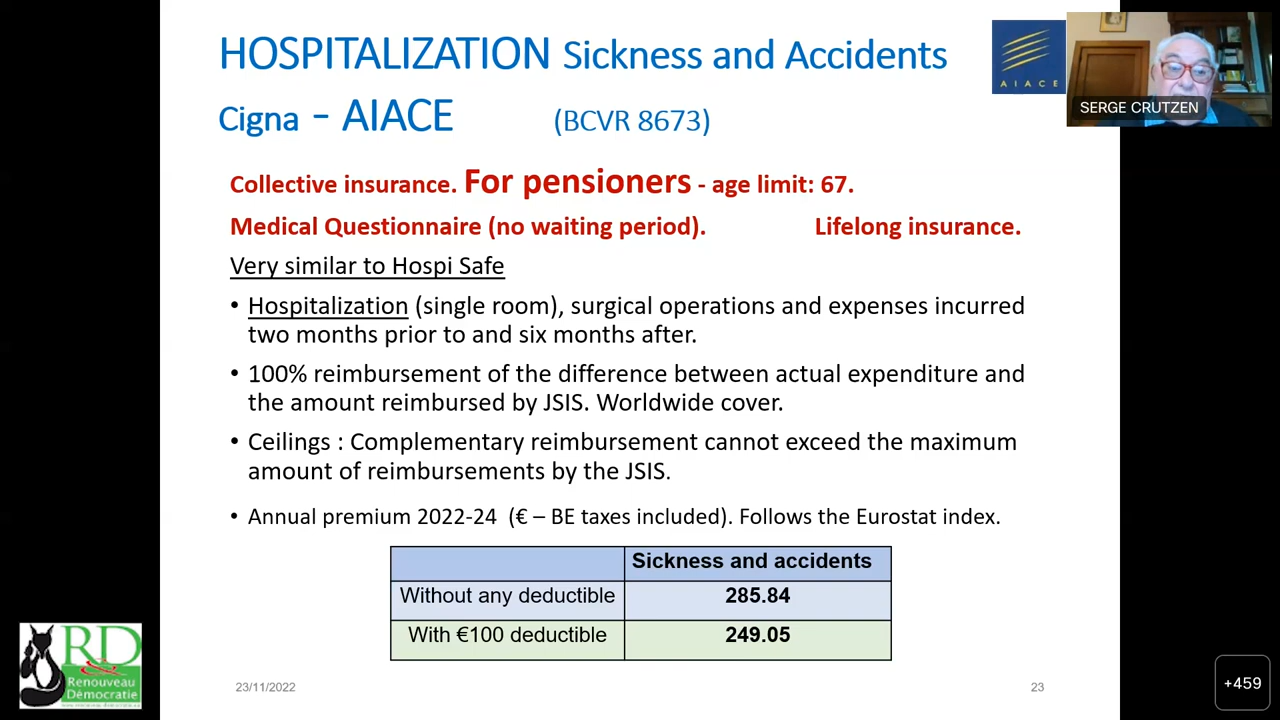 HOSPITALIZATION Sickness and Accidents
Cigna - AIACE (BCVR 8673)
AIACE
SERGE CRUTZEN
Collective insurance. For pensioners - age limit: 67.
Medical Questionnaire (no waiting period). Lifelong insurance.
Very similar to Hospi Safe
• Hospitalization (single room), surgical operations and expenses incurred
two months prior to and six months after.
• 100% reimbursement of the difference between actual expenditure and
the amount reimbursed by JSIS. Worldwide cover.
• Ceilings : Complementary reimbursement cannot exceed the maximum
amount of reimbursements by the JSIS.
• Annual premium 2022-24 (€ – BE taxes included). Follows the Eurostat index.
Sickness and accidents
Without any deductible 285.84
With €100 deductible 249.05
RD
Renouveau
Démocratie
23/11/2022
23
+459